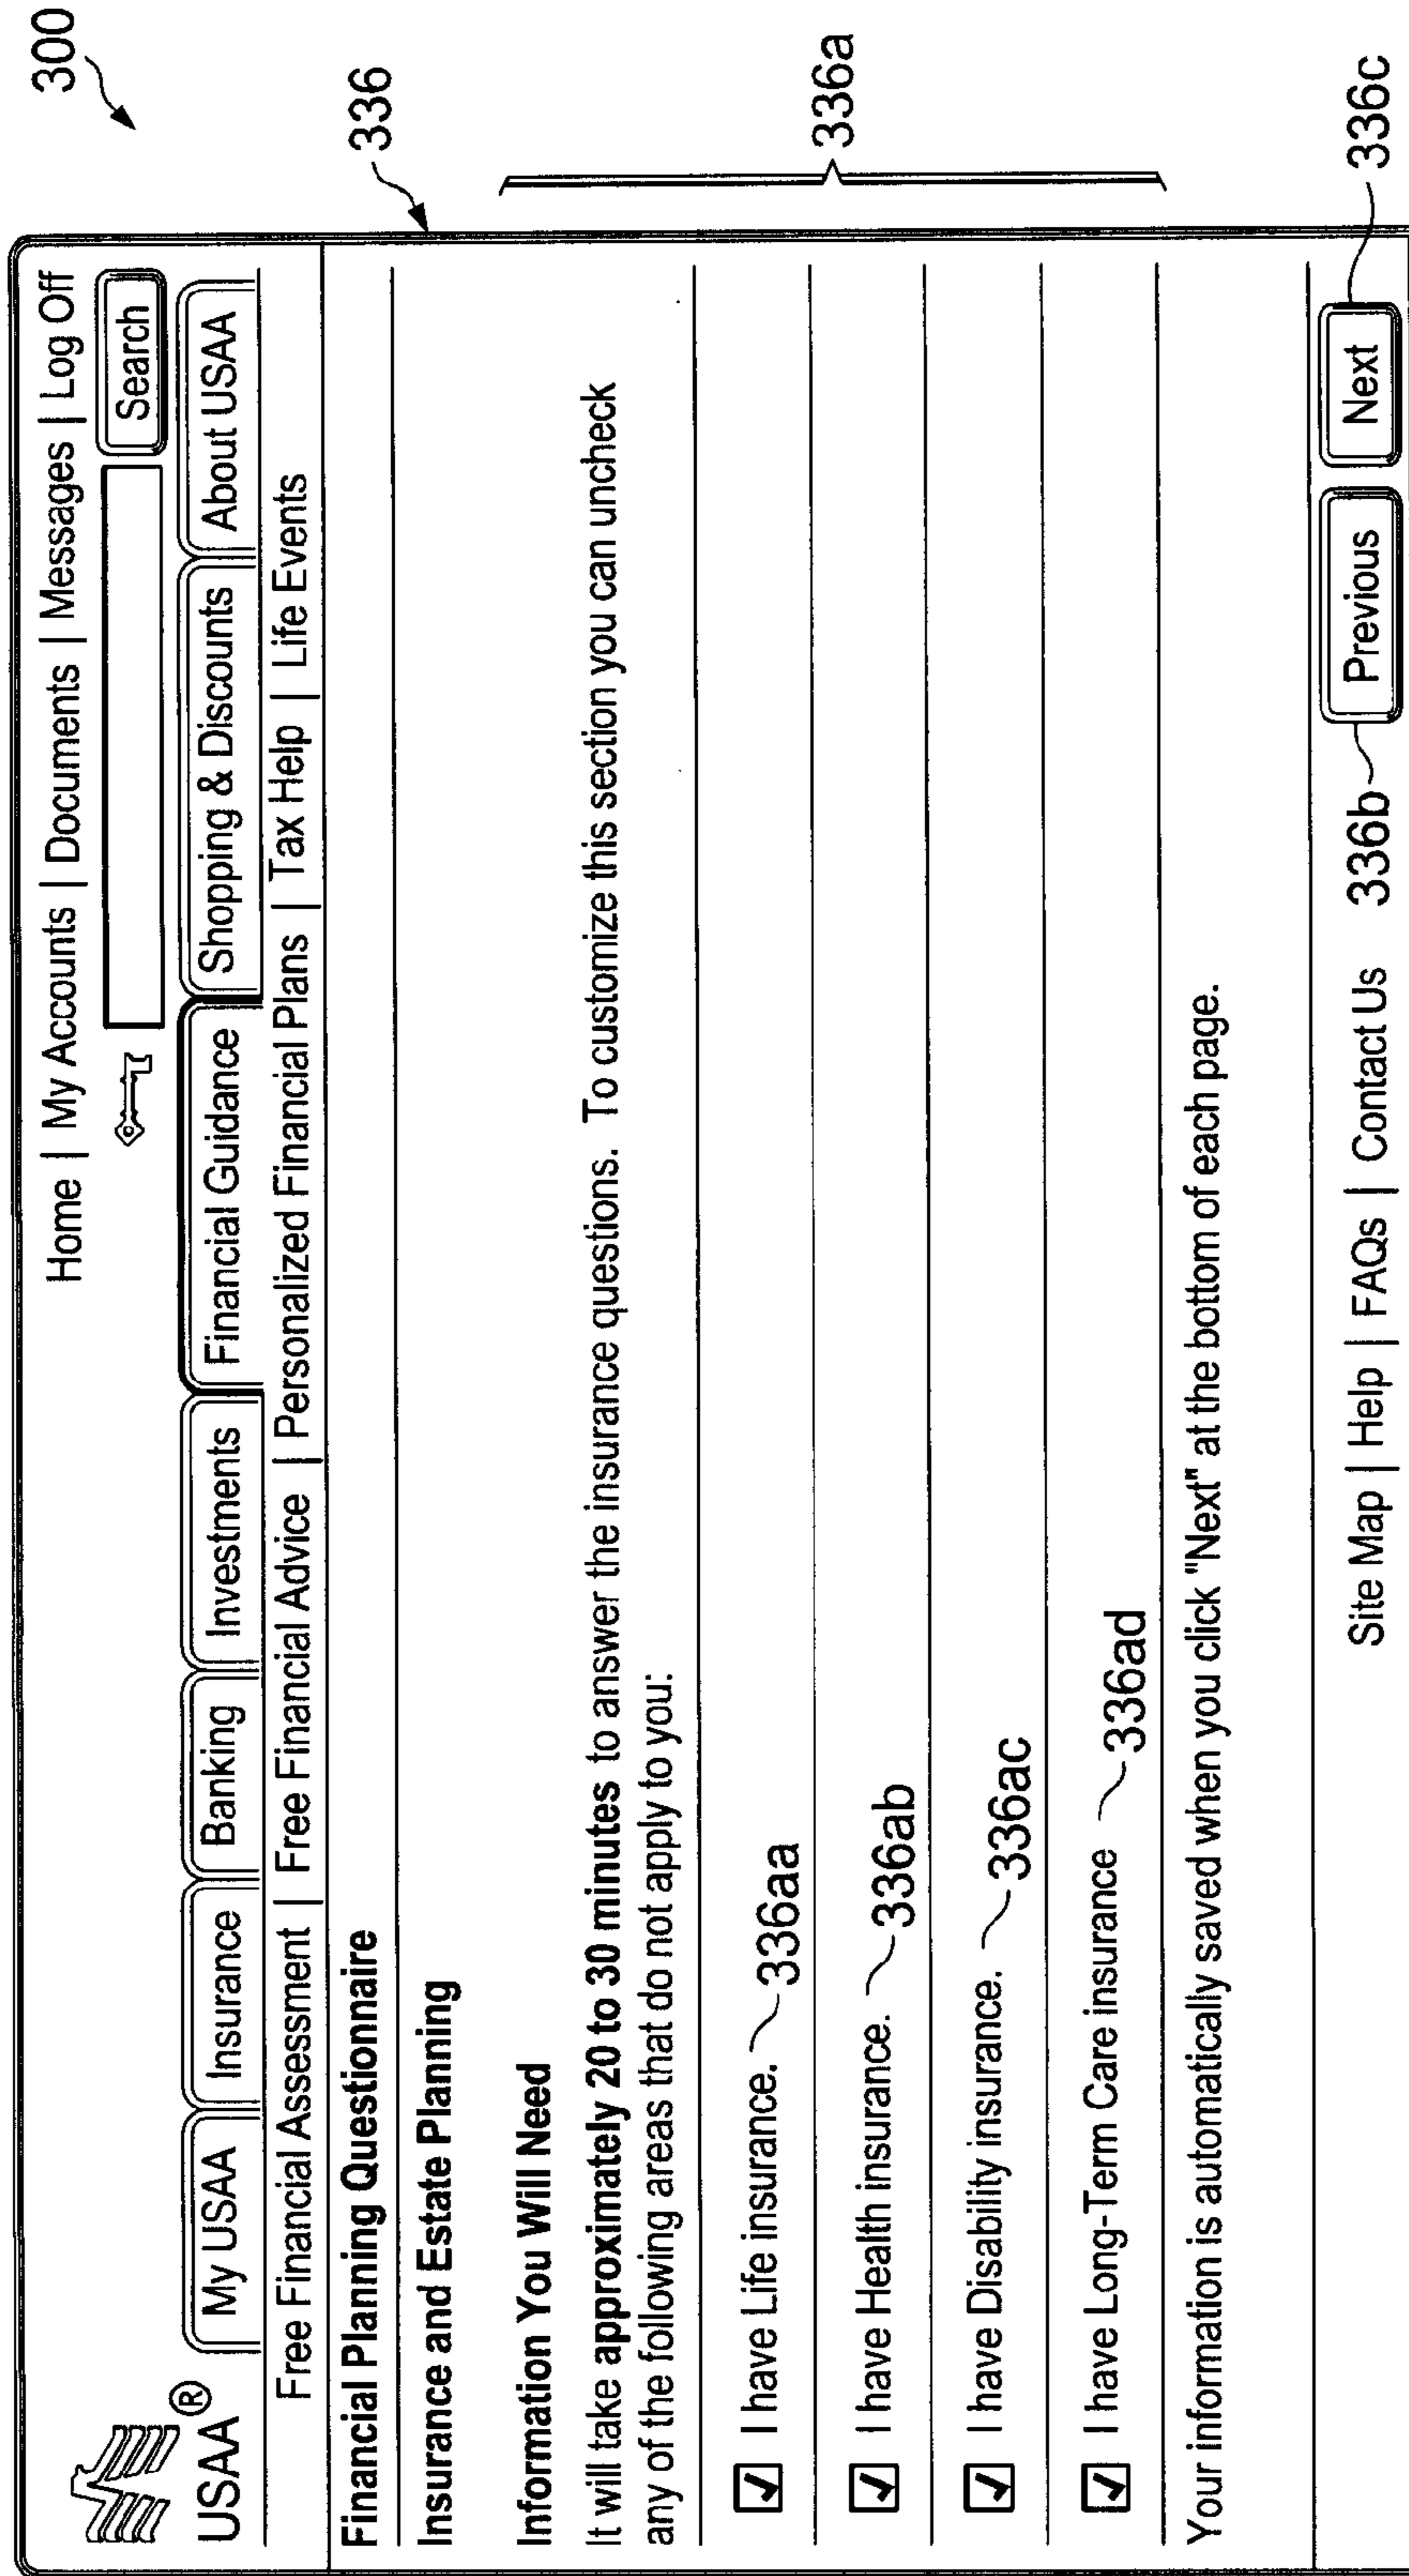 300
Home | My Accounts | Documents | Messages | Log Off
Search
USAA®
My USAA Insurance Banking Investments Financial Guidance Shopping & Discounts About USAA
Free Financial Assessment | Free Financial Advice | Personalized Financial Plans | Tax Help | Life Events
336
Financial Planning Questionnaire
Insurance and Estate Planning
Information You Will Need
It will take approximately 20 to 30 minutes to answer the insurance questions. To customize this section you can uncheck
any of the following areas that do not apply to you:
336a
I have Life insurance. 336aa
I have Health insurance. 336ab
I have Disability insurance. 336ac
I have Long-Term Care insurance 336ad
Your information is automatically saved when you click "Next" at the bottom of each page.
Site Map | Help | FAQs | Contact Us 336b Previous Next 336c